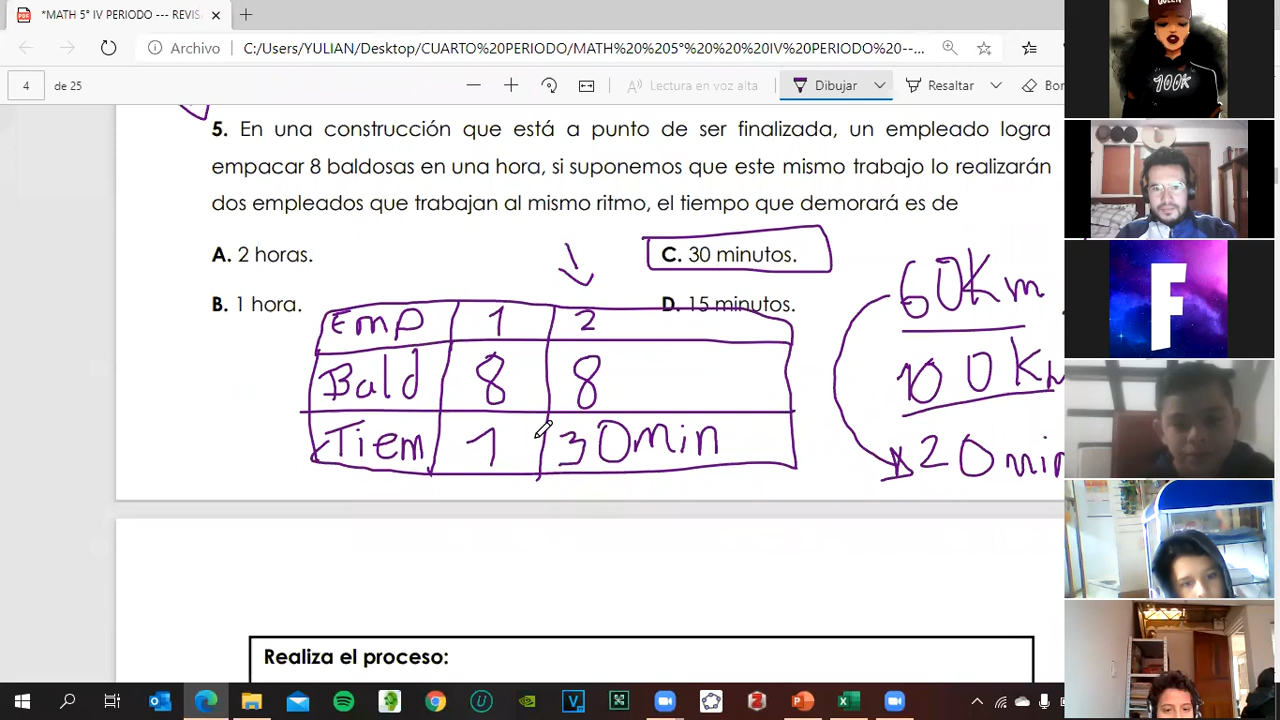 *MATH 5° IV PERIODO --- REVIS
Archivo
C:/Users/YULIAN/Desktop/CUARTO%20PERIODO/MATH%20%205°%20%20%20IV%20PERIODO%20--...
4
de 25
Lectura en voz alta
Dibujar
Resaltar
Bor
5. En una construcción que está a punto de ser finalizada, un empleado logra
empacar 8 baldosas en una hora, si suponemos que este mismo trabajo lo realizarán
dos empleados que trabajan al mismo ritmo, el tiempo que demorará es de
A. 2 horas.
C. 30 minutos.
B. 1 hora.
D. 15 minutos.
Emp 1 2
Bald 8 8
Tiem 1 30min
60Km
100Km
20min
Realiza el proceso:
QUEEN
100K
F